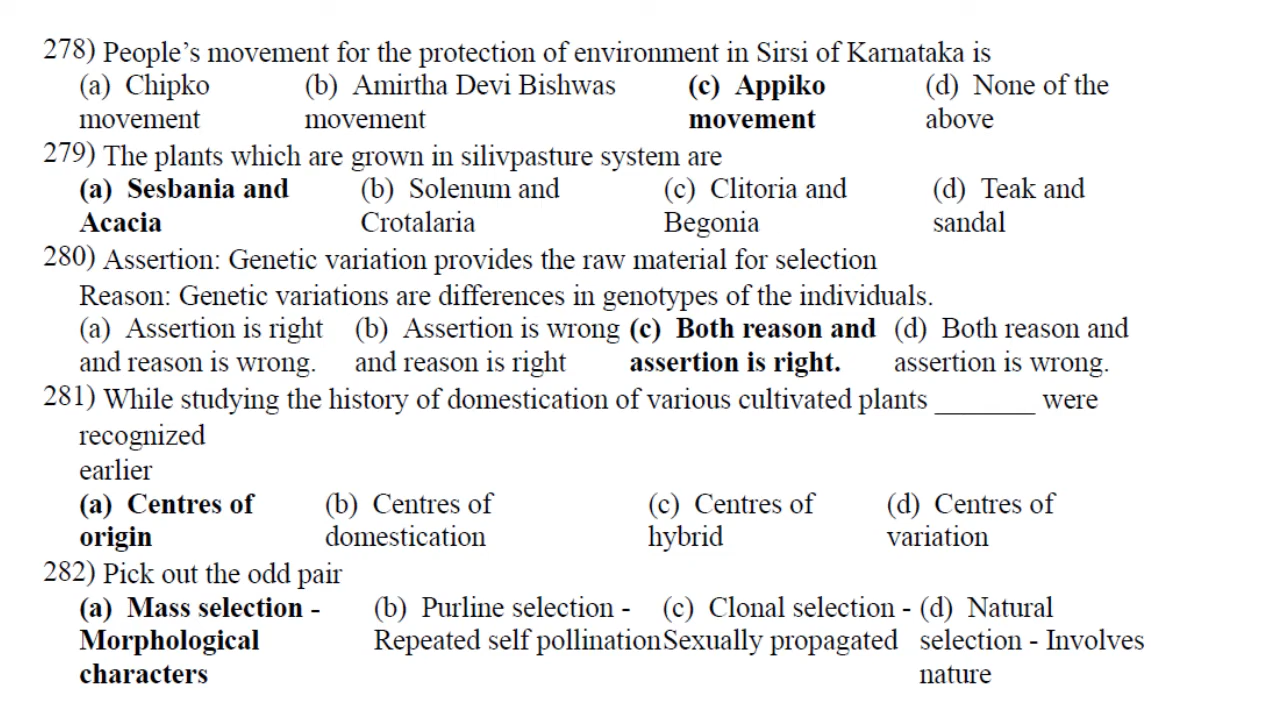 278) People’s movement for the protection of environment in Sirsi of Karnataka is
(a) Chipko (b) Amirtha Devi Bishwas (c) Appiko (d) None of the
movement movement movement above
279) The plants which are grown in silivpasture system are
(a) Sesbania and (b) Solenum and (c) Clitoria and (d) Teak and
Acacia Crotalaria Begonia sandal
280) Assertion: Genetic variation provides the raw material for selection
Reason: Genetic variations are differences in genotypes of the individuals.
(a) Assertion is right (b) Assertion is wrong (c) Both reason and (d) Both reason and
and reason is wrong. and reason is right assertion is right. assertion is wrong.
281) While studying the history of domestication of various cultivated plants _______ were
recognized
earlier
(a) Centres of (b) Centres of (c) Centres of (d) Centres of
origin domestication hybrid variation
282) Pick out the odd pair
(a) Mass selection - (b) Purline selection - (c) Clonal selection - (d) Natural
Morphological Repeated self pollination Sexually propagated selection - Involves
characters nature